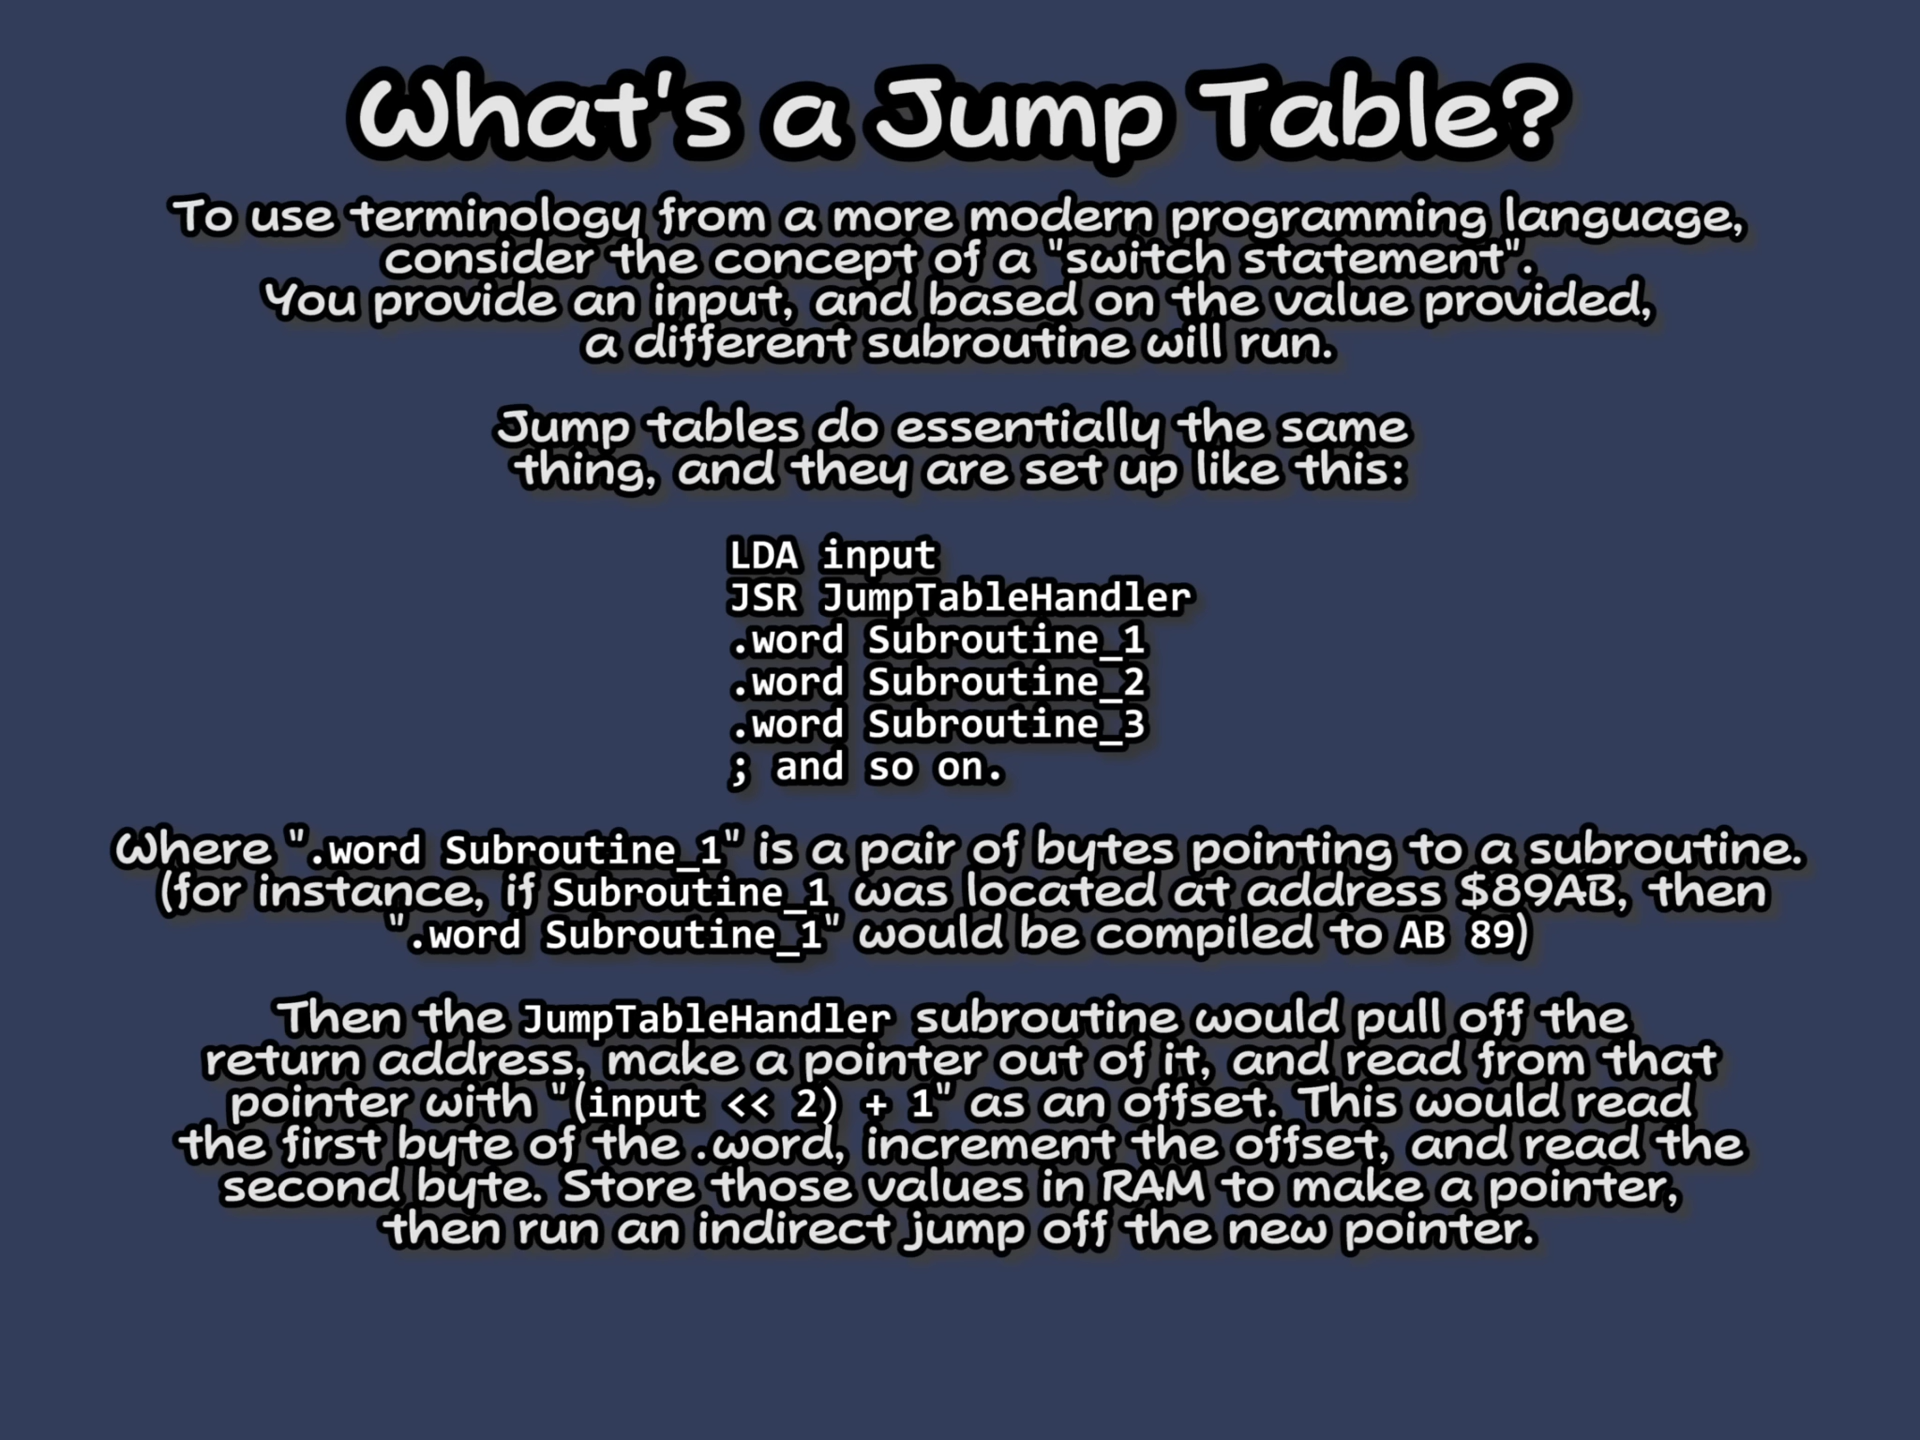 What's a Jump Table?
To use terminology from a more modern programming language,
consider the concept of a "switch statement".
You provide an input, and based on the value provided,
a different subroutine will run.
Jump tables do essentially the same
thing, and they are set up like this:
LDA input
JSR JumpTableHandler
.word Subroutine_1
.word Subroutine_2
.word Subroutine_3
; and so on.
Where ".word Subroutine_1" is a pair of bytes pointing to a subroutine.
(for instance, if Subroutine_1 was located at address $89AB, then
".word Subroutine_1" would be compiled to AB 89)
Then the JumpTableHandler subroutine would pull off the
return address, make a pointer out of it, and read from that
pointer with "(input << 2) + 1" as an offset. This would read
the first byte of the .word, increment the offset, and read the
second byte. Store those values in RAM to make a pointer,
then run an indirect jump off the new pointer.